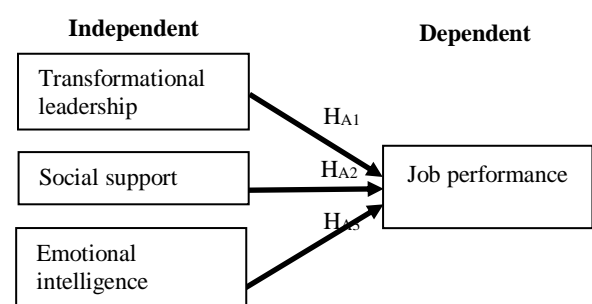 Independent
Dependent
Transformational
leadership
HA1
Social support
HA2
Job performance
HA3
Emotional
intelligence